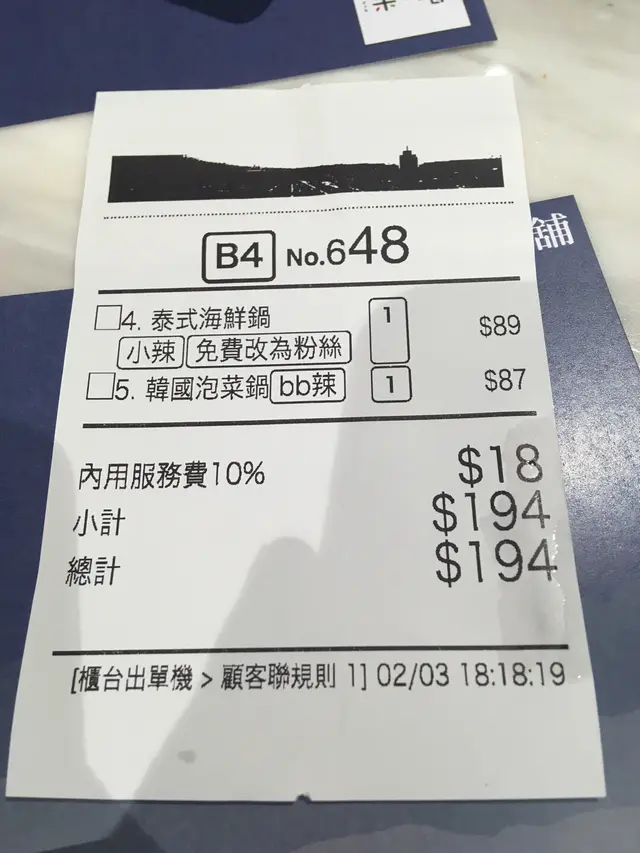 舖
B4 No.648
4. 泰式海鮮鍋 1 $89
小辣 免費改為粉絲
5. 韓國泡菜鍋 bb辣 1 $87
內用服務費10% $18
小計 $194
總計 $194
[櫃台出單機 > 顧客聯規則 1] 02/03 18:18:19